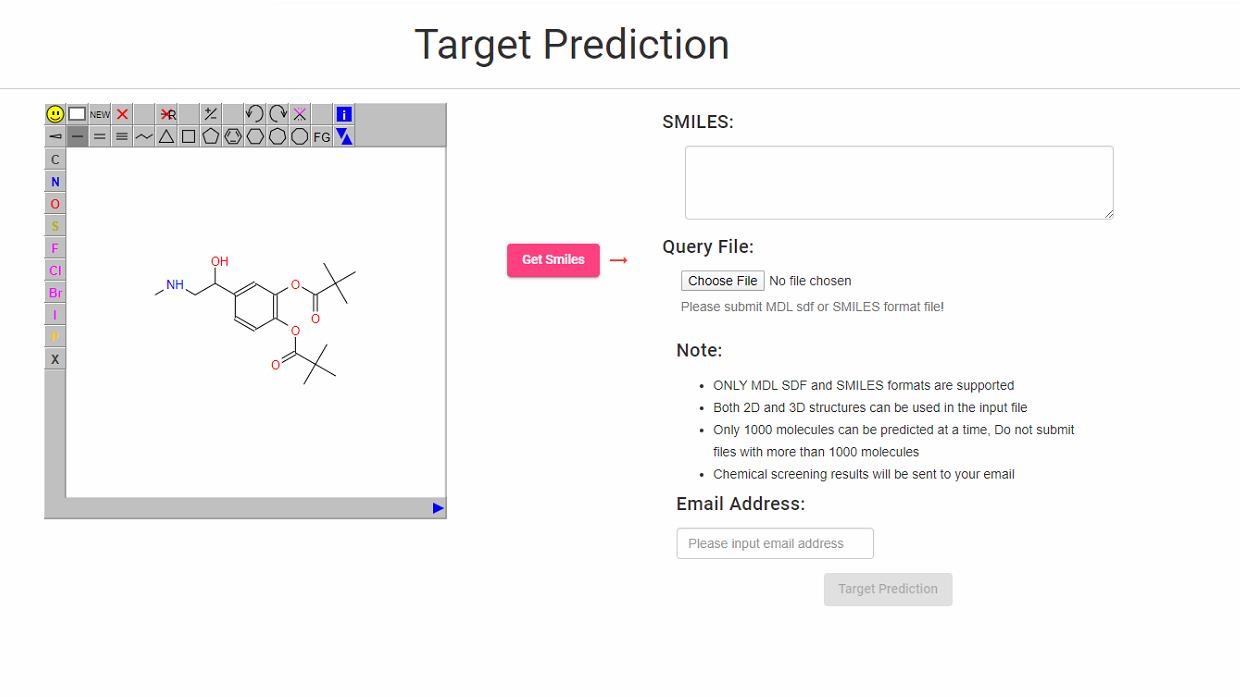 Target Prediction
NEW R i
FG
C
N
O
S
F
Cl
Br
I
P
X
OH
NH
O
O
O
O
Get Smiles →
SMILES:
Query File:
Choose File No file chosen
Please submit MDL sdf or SMILES format file!
Note:
• ONLY MDL SDF and SMILES formats are supported
• Both 2D and 3D structures can be used in the input file
• Only 1000 molecules can be predicted at a time, Do not submit
files with more than 1000 molecules
• Chemical screening results will be sent to your email
Email Address:
Please input email address
Target Prediction